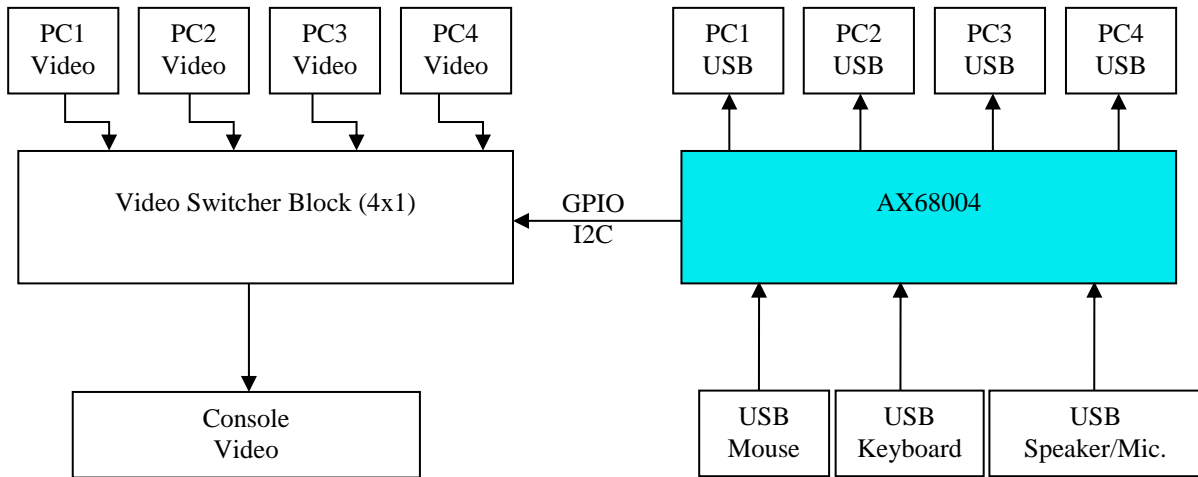 PC1
Video
PC2
Video
PC3
Video
PC4
Video
PC1
USB
PC2
USB
PC3
USB
PC4
USB
Video Switcher Block (4x1)
GPIO
I2C
AX68004
Console
Video
USB
Mouse
USB
Keyboard
USB
Speaker/Mic.